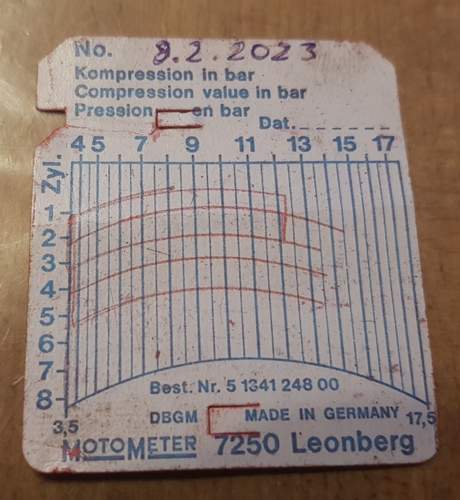 No. 8.2.2023
Kompression in bar
Compression value in bar
Pression en bar
Dat.
4 5 7 9 11 13 15 17
Zyl.
1
2
3
4
5
6
7
8
Zyl.
Best. Nr. 5 1341 248 00
3,5 DBGM MADE IN GERMANY 17,5
MOTOMETER 7250 Leonberg